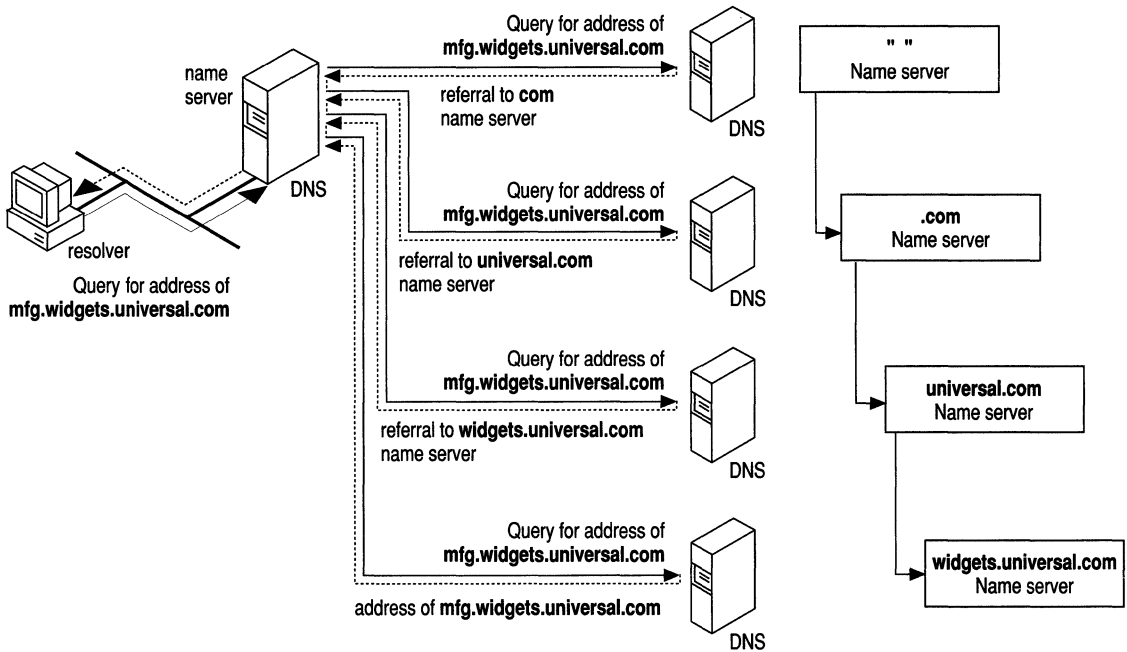 name
server
DNS
resolver
Query for address of
mfg.widgets.universal.com
Query for address of
mfg.widgets.universal.com
referral to com
name server
DNS
Query for address of
mfg.widgets.universal.com
referral to universal.com
name server
DNS
Query for address of
mfg.widgets.universal.com
referral to widgets.universal.com
name server
DNS
Query for address of
mfg.widgets.universal.com
address of mfg.widgets.universal.com
DNS
" "
Name server
.com
Name server
universal.com
Name server
widgets.universal.com
Name server